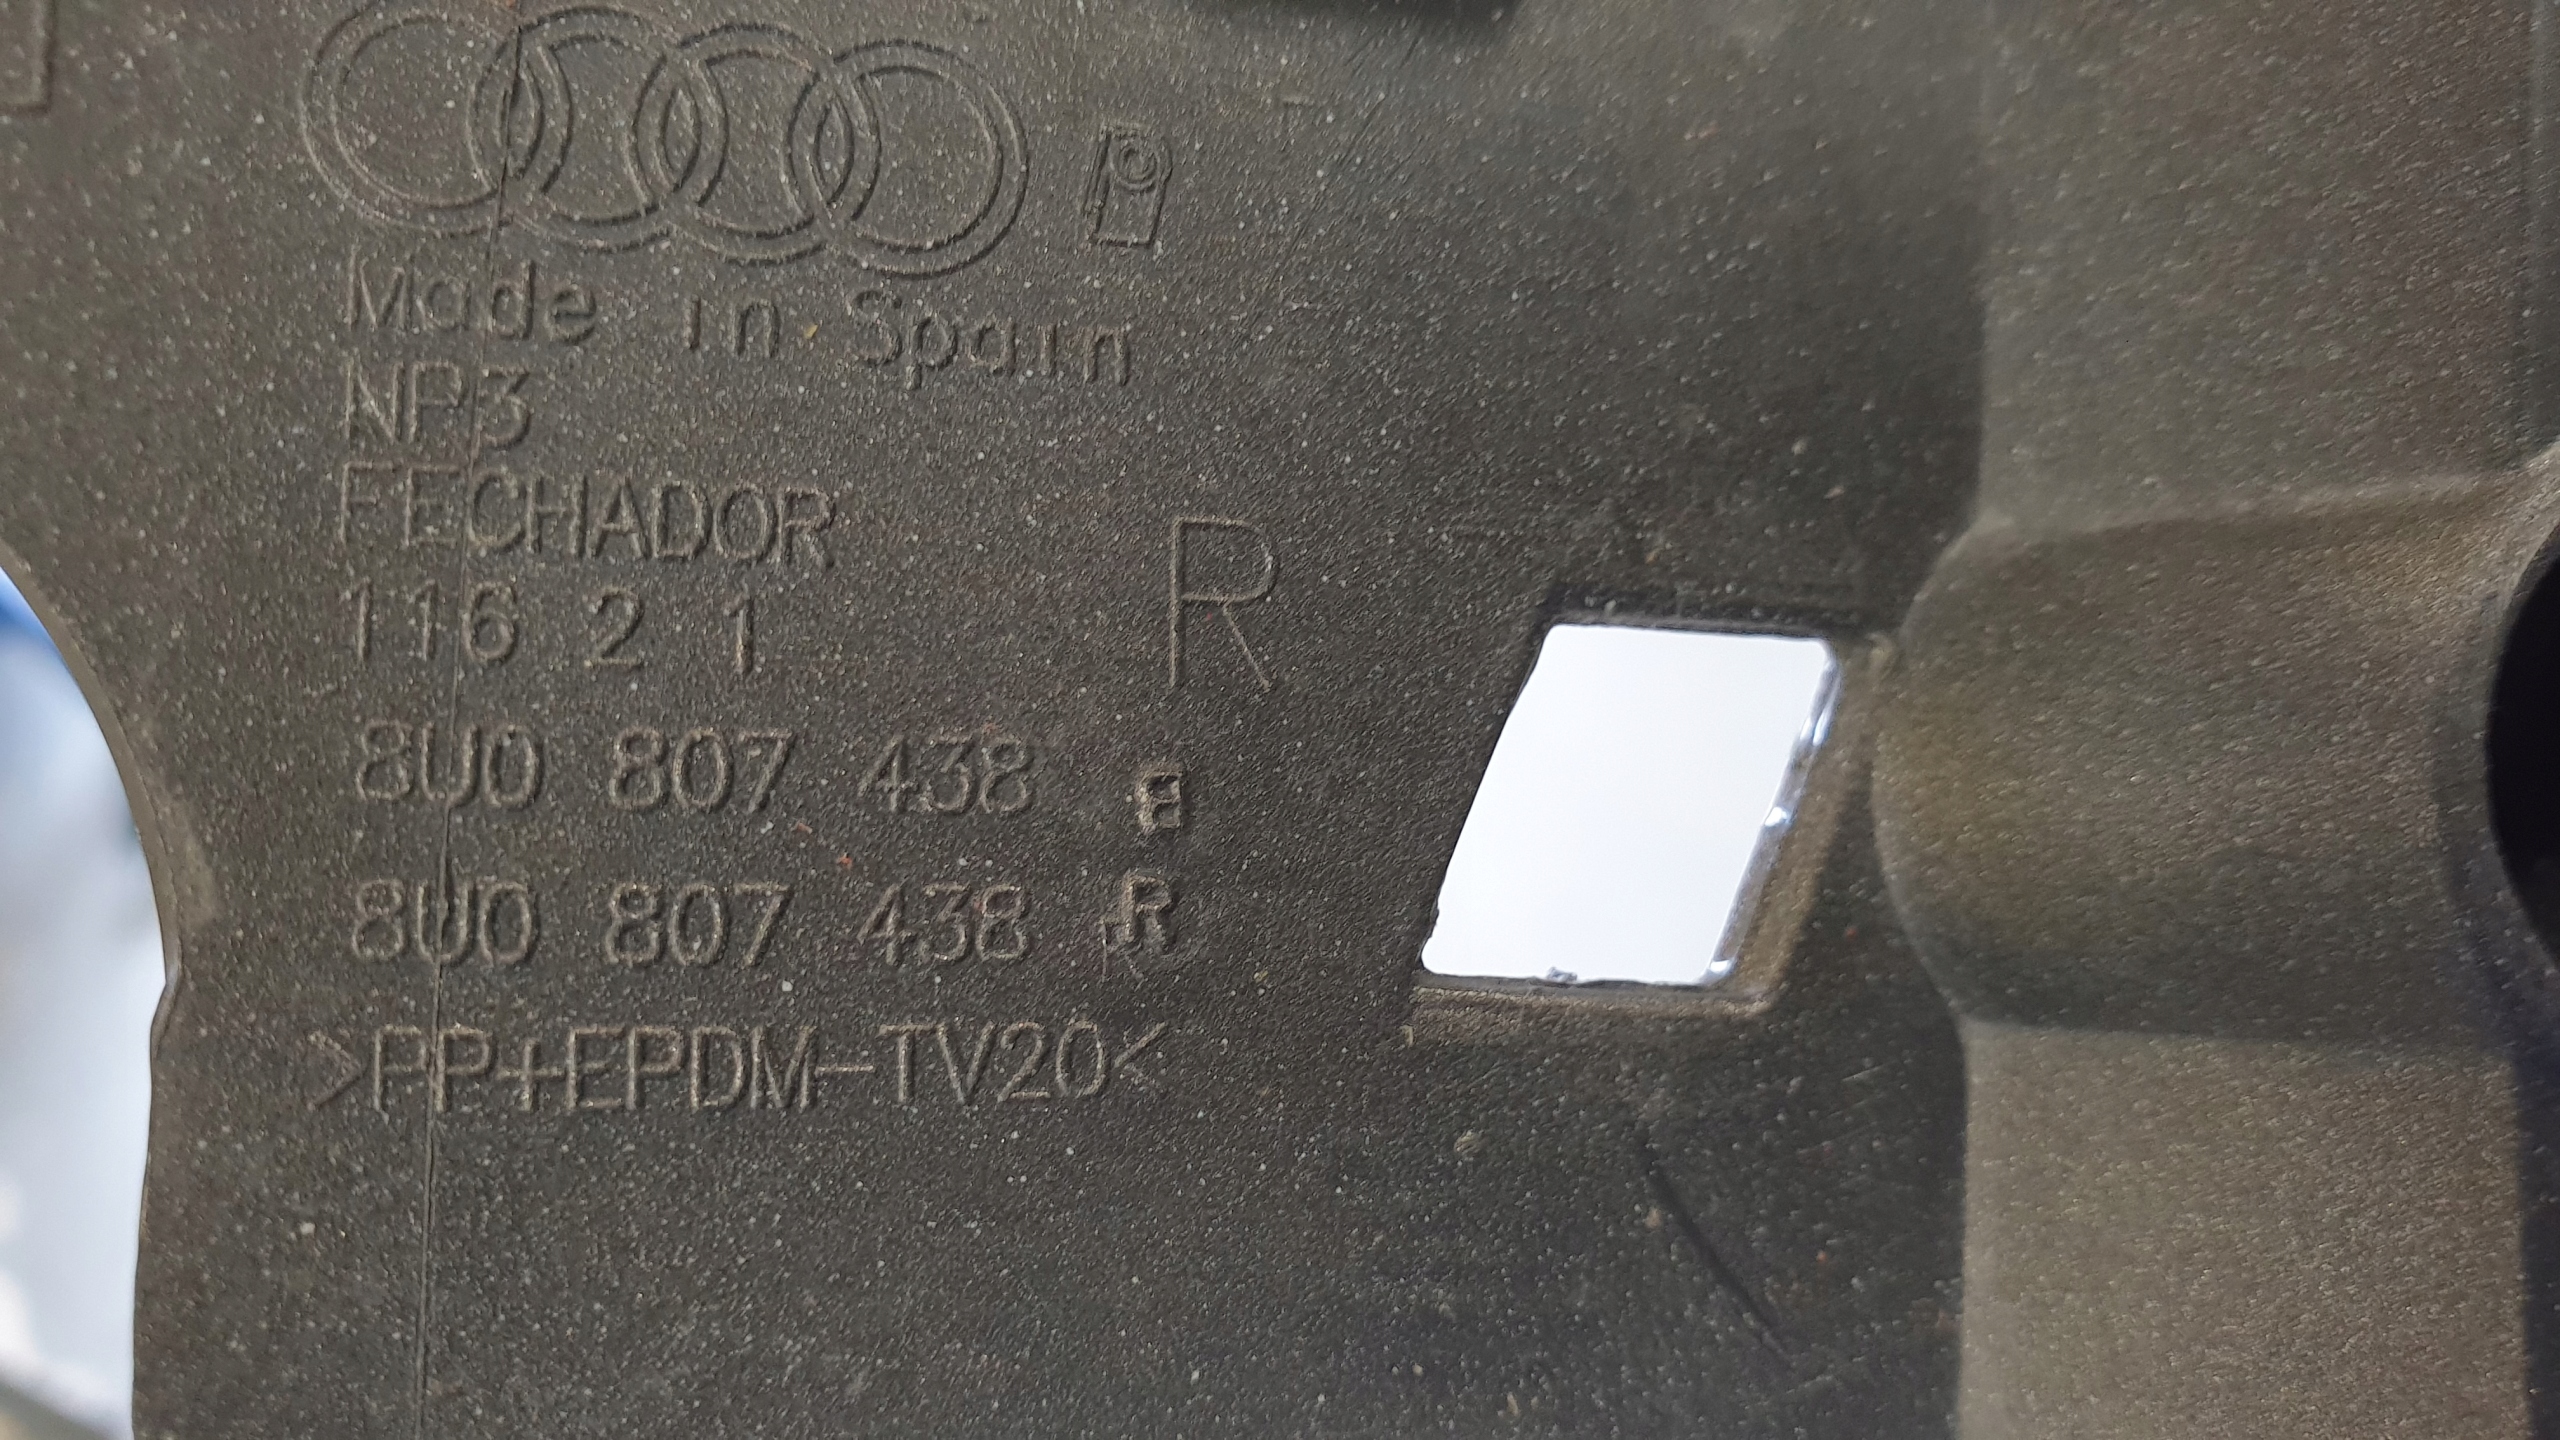 Made in Spain
NP3
FECHADOR
116 2 1
R
8U0 807 438 B
8U0 807 438 R
>PP+EPDM-TV20<